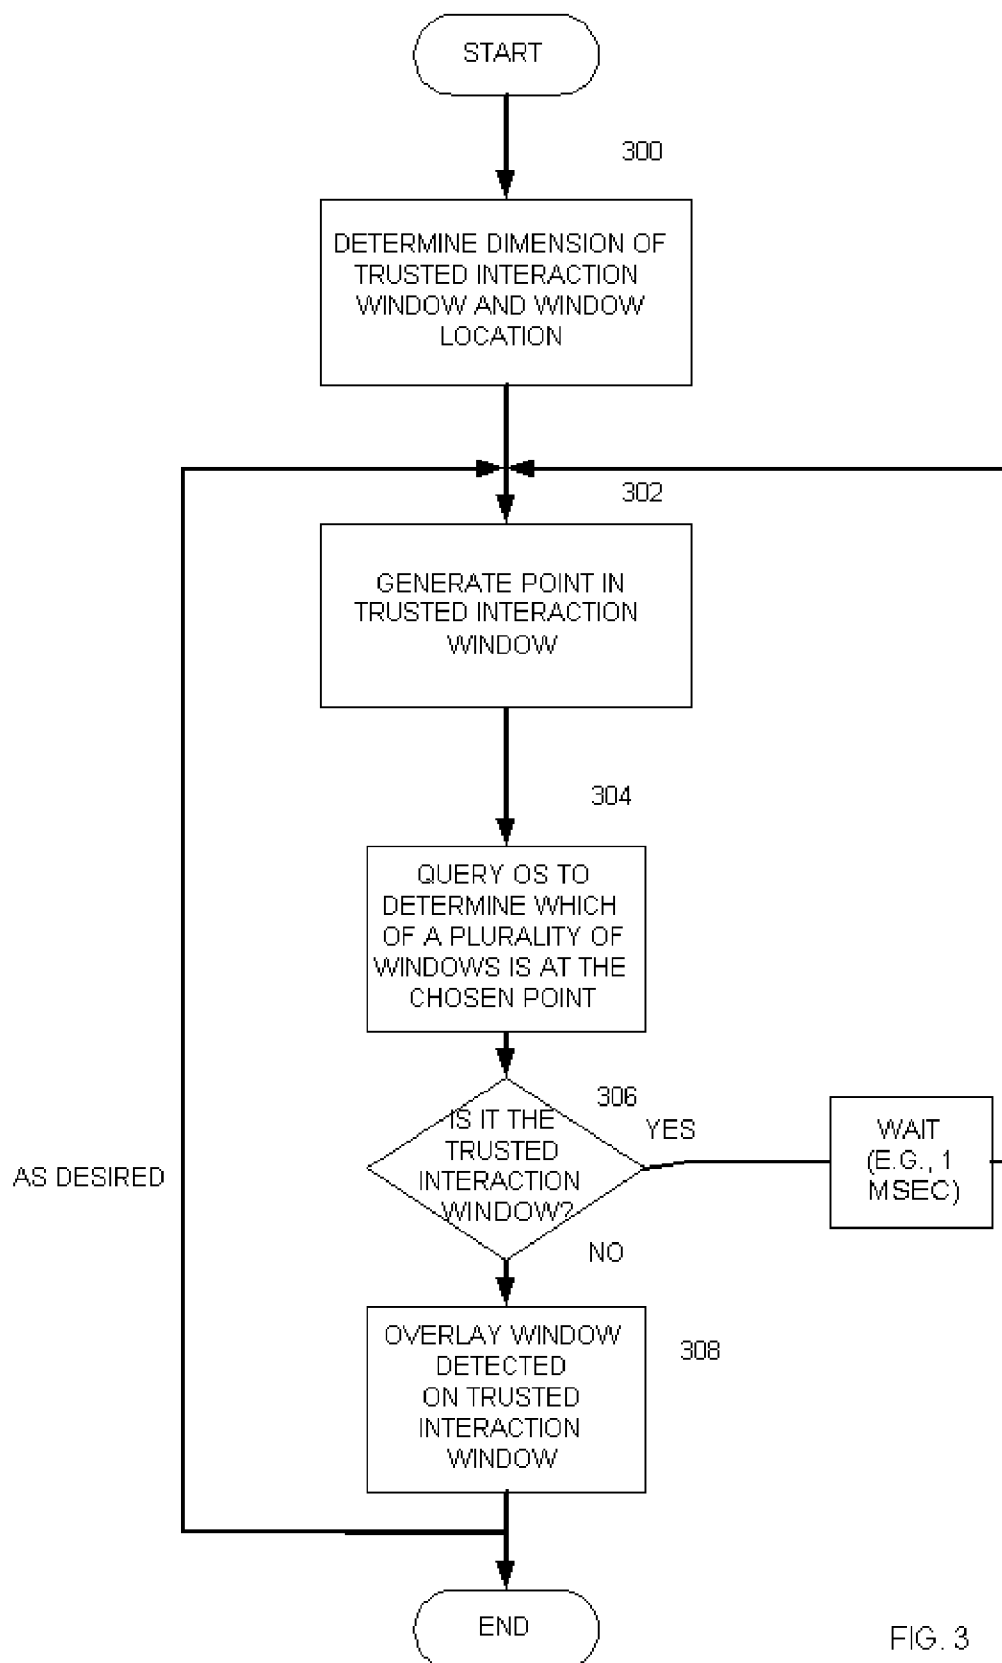 START
300
DETERMINE DIMENSION OF
TRUSTED INTERACTION
WINDOW AND WINDOW
LOCATION
302
GENERATE POINT IN
TRUSTED INTERACTION
WINDOW
304
QUERY OS TO
DETERMINE WHICH
OF A PLURALITY OF
WINDOWS IS AT THE
CHOSEN POINT
306
IS IT THE
TRUSTED
INTERACTION
WINDOW?
YES
WAIT
(E.G., 1
MSEC)
AS DESIRED
NO
OVERLAY WINDOW
DETECTED
ON TRUSTED
INTERACTION
WINDOW
308
END
FIG. 3